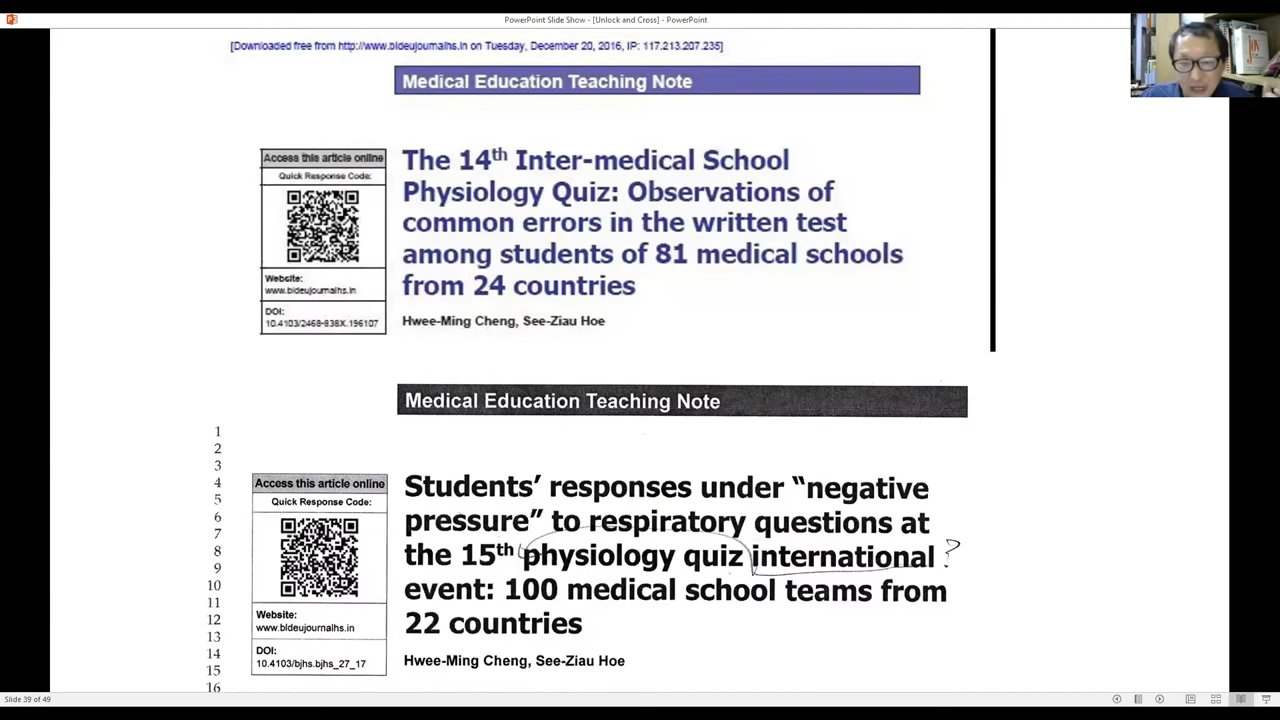 PowerPoint Slide Show - [Unlock and Cross] - PowerPoint
[Downloaded free from http://www.bldeujournalhs.in on Tuesday, December 20, 2016, IP: 117.213.207.235]
Medical Education Teaching Note
Access this article online
Quick Response Code:
Website:
www.bldeujournalhs.in
DOI:
10.4103/2468-838X.196107
The 14th Inter-medical School
Physiology Quiz: Observations of
common errors in the written test
among students of 81 medical schools
from 24 countries
Hwee-Ming Cheng, See-Ziau Hoe
Medical Education Teaching Note
1
2
3
4
5
6
7
8
9
10
11
12
13
14
15
16
Access this article online
Quick Response Code:
Website:
www.bldeujournalhs.in
DOI:
10.4103/bjhs.bjhs_27_17
Students’ responses under “negative
pressure” to respiratory questions at
the 15th physiology quiz international ?
event: 100 medical school teams from
22 countries
Hwee-Ming Cheng, See-Ziau Hoe
Slide 39 of 49